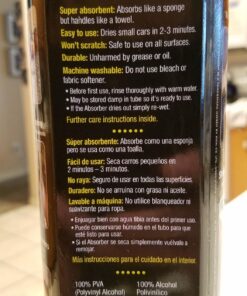 Super absorbent: Absorbs like a sponge
but handles like a towel.
Easy to use: Dries small cars in 2-3 minutes.
Won't scratch: Safe to use on all surfaces.
Durable: Unharmed by grease or oil.
Machine washable: Do not use bleach or
fabric softener.
• Before first use, rinse thoroughly with warm water.
• May be stored damp in tube so it's ready to use.
• If the Absorber dries out simply re-wet.
Further care instructions inside.
Súper absorbente: Absorbe como una esponja
pero se usa como una toalla.
Fácil de usar: Seca carros pequeños en
2 minutos – 3 minutos.
No raya: Seguro de usar en todas las superficies.
Duradero: No se arruina con grasa ni aceite.
Lavable a máquina: No utilice blanqueador ni
suavizante para ropa.
• Enjuagar bien con agua tibia antes del primer uso.
• Puede conservarse húmedo en el tubo para que
esté listo para usar.
• Si el Absorber se seca simplemente vuélvalo a
remojar.
Más instrucciones para el cuidado en el interior.
100% PVA
(Polyvinyl Alcohol)
100% Alcohol
Polivinílico